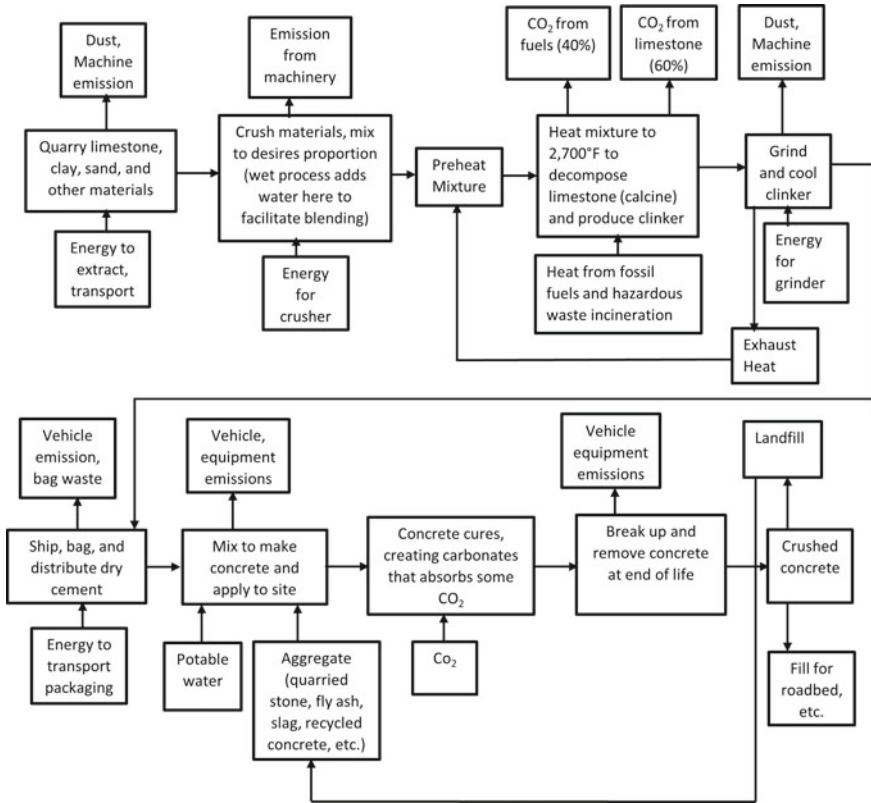 Dust,
Machine
emission
Emission
from
machinery
CO₂ from
fuels (40%)
CO₂ from
limestone
(60%)
Dust,
Machine
emission
Quarry limestone,
clay, sand, and
other materials
Crush materials, mix
to desires proportion
(wet process adds
water here to
facilitate blending)
Preheat
Mixture
Heat mixture to
2,700°F to
decompose
limestone (calcine)
and produce clinker
Grind
and cool
clinker
Energy to
extract,
transport
Energy
for
crusher
Heat from fossil
fuels and hazardous
waste incineration
Energy
for
grinder
Exhaust
Heat
Vehicle
emission,
bag waste
Vehicle,
equipment
emissions
Vehicle
equipment
emissions
Landfill
Ship, bag, and
distribute dry
cement
Mix to make
concrete and
apply to site
Concrete cures,
creating carbonates
that absorbs some
CO₂
Break up and
remove concrete
at end of life
Crushed
concrete
Energy to
transport
packaging
Potable
water
Aggregate
(quarried
stone, fly ash,
slag, recycled
concrete, etc.)
Co₂
Fill for
roadbed,
etc.